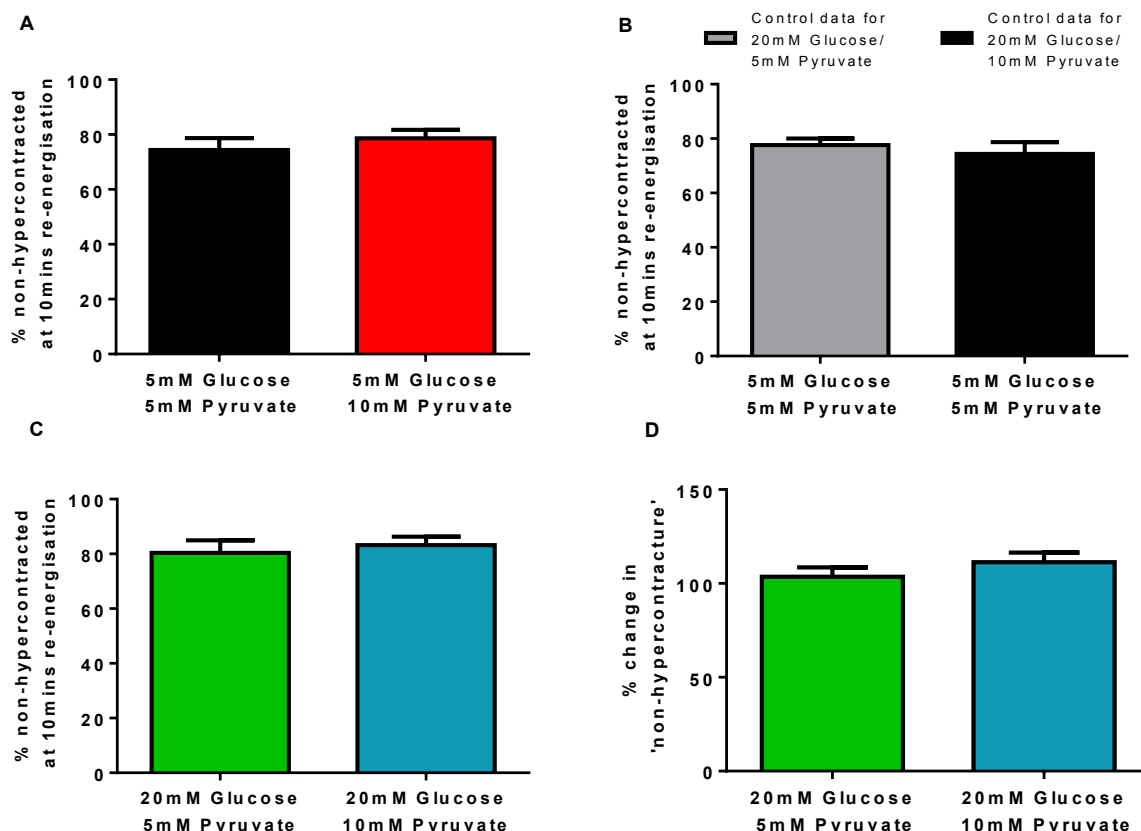 A
% non-hypercontracted
at 10mins re-energisation
100
80
60
40
20
0
5mM Glucose
5mM Pyruvate
5mM Glucose
10mM Pyruvate
B
Control data for
20mM Glucose/
5mM Pyruvate
Control data for
20mM Glucose/
10mM Pyruvate
% non-hypercontracted
at 10mins re-energisation
100
80
60
40
20
0
5mM Glucose
5mM Pyruvate
5mM Glucose
5mM Pyruvate
C
% non-hypercontracted
at 10mins re-energisation
100
80
60
40
20
0
20mM Glucose
5mM Pyruvate
20mM Glucose
10mM Pyruvate
D
% change in
'non-hypercontracture'
150
100
50
0
20mM Glucose
5mM Pyruvate
20mM Glucose
10mM Pyruvate